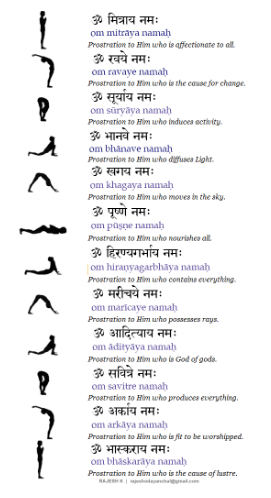 ॐ मित्राय नमः
om mitrāya namaḥ
Prostration to Him who is affectionate to all.
ॐ रवये नमः
om ravaye namaḥ
Prostration to Him who is the cause for change.
ॐ सूर्याय नमः
om sūryāya namaḥ
Prostration to Him who induces activity.
ॐ भानवे नमः
om bhānave namaḥ
Prostration to Him who diffuses Light.
ॐ खगाय नमः
om khagaya namaḥ
Prostration to Him who moves in the sky.
ॐ पूष्णे नमः
om pūṣṇe namaḥ
Prostration to Him who nourishes all.
ॐ हिरण्यगर्भाय नमः
om hiraṇyagarbhāya namaḥ
Prostration to Him who contains everything.
ॐ मरीचये नमः
om marīcaye namaḥ
Prostration to Him who possesses rays.
ॐ आदित्याय नमः
om ādityāya namaḥ
Prostration to Him who is God of gods.
ॐ सवित्रे नमः
om savitre namaḥ
Prostration to Him who produces everything.
ॐ अर्काय नमः
om arkāya namaḥ
Prostration to Him who is fit to be worshipped.
ॐ भास्कराय नमः
om bhāskarāya namaḥ
Prostration to Him who is the cause of lustre.